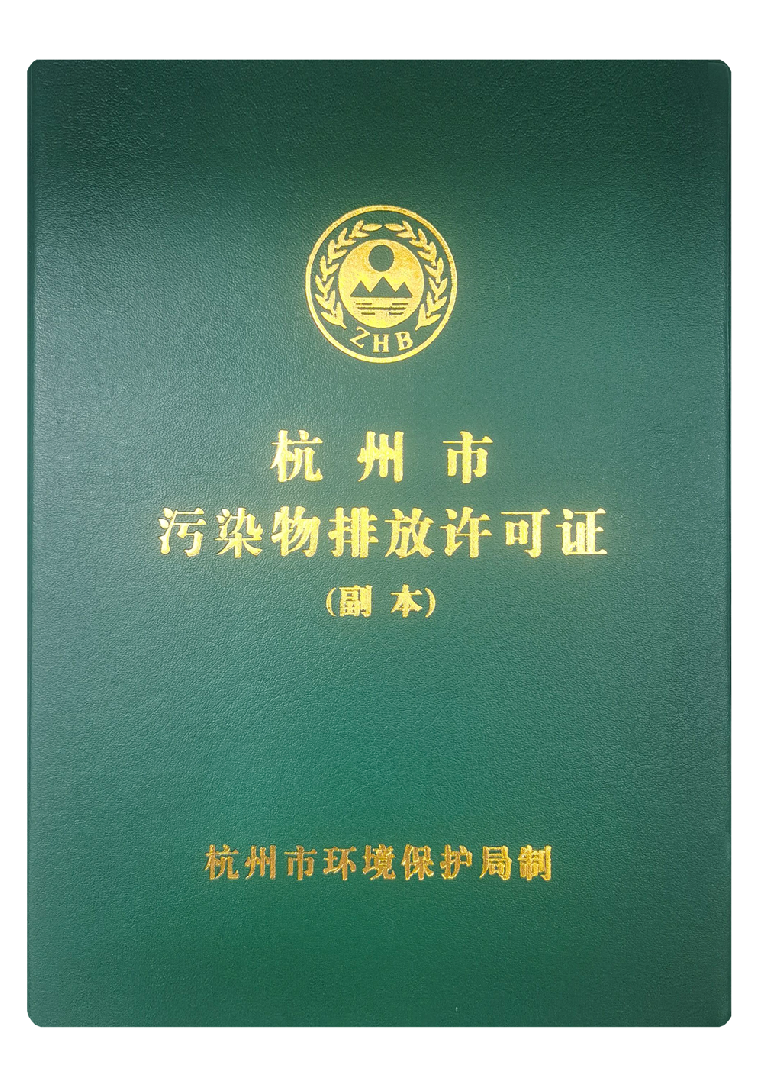 ZHB
杭州市
污染物排放许可证
(副本)
杭州市环境保护局制